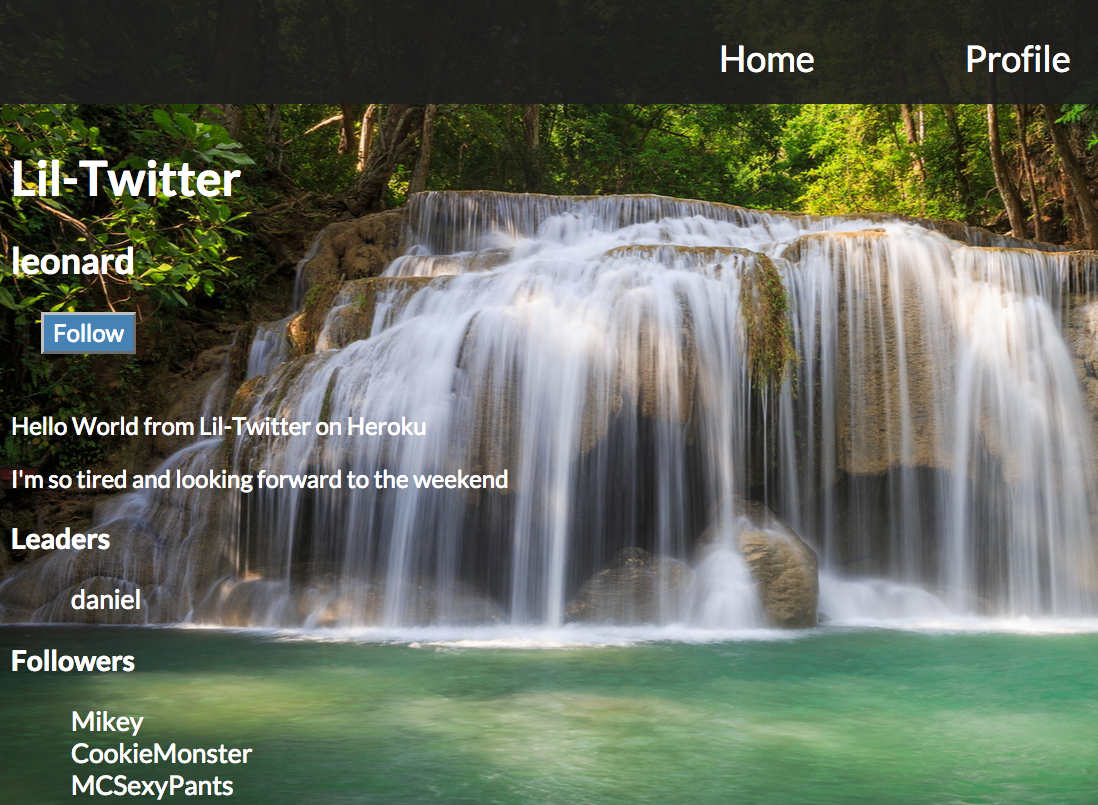 Home Profile
Lil-Twitter
leonard
Follow
Hello World from Lil-Twitter on Heroku
I'm so tired and looking forward to the weekend
Leaders
daniel
Followers
Mikey
CookieMonster
MCSexyPants